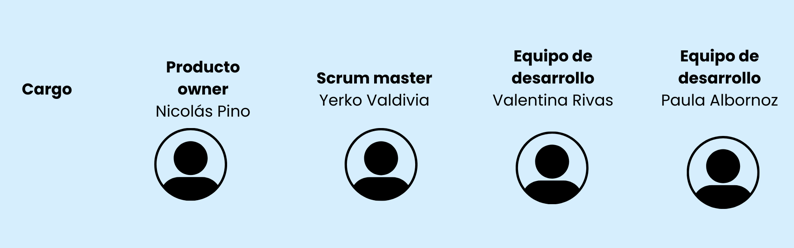 Cargo
Producto
owner
Nicolás Pino
Scrum master
Yerko Valdivia
Equipo de
desarrollo
Valentina Rivas
Equipo de
desarrollo
Paula Albornoz